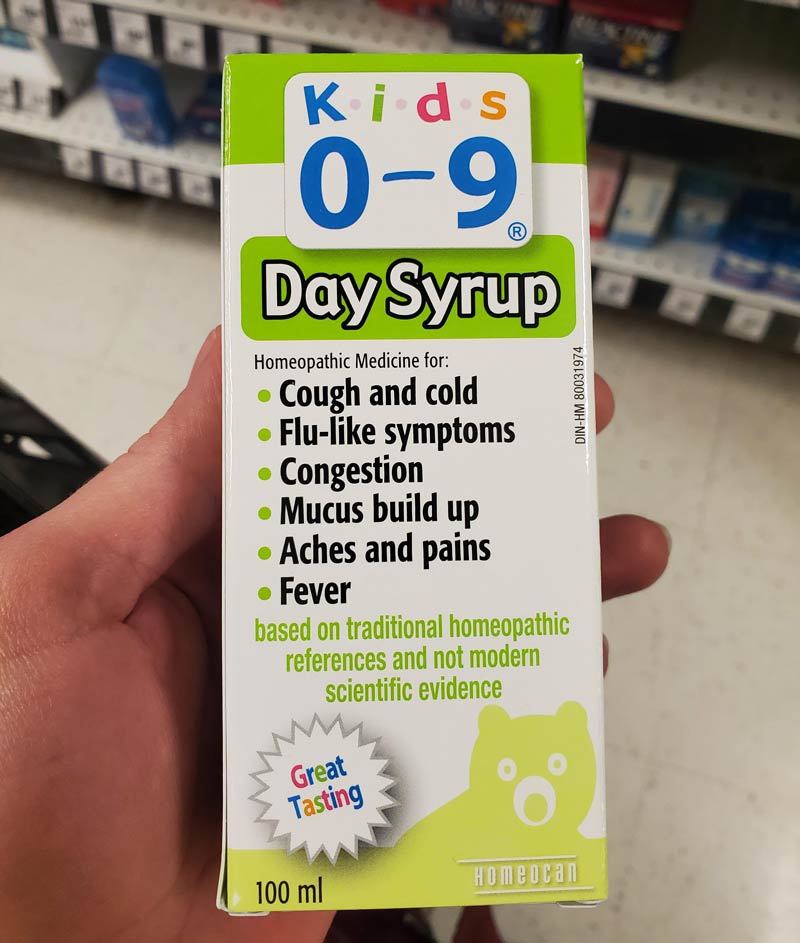 Kids
0-9®
Day Syrup
Homeopathic Medicine for:
• Cough and cold
• Flu-like symptoms
• Congestion
• Mucus build up
• Aches and pains
• Fever
based on traditional homeopathic
references and not modern
scientific evidence
DIN-HM 80031974
Great
Tasting
HOMEOCAN
100 ml